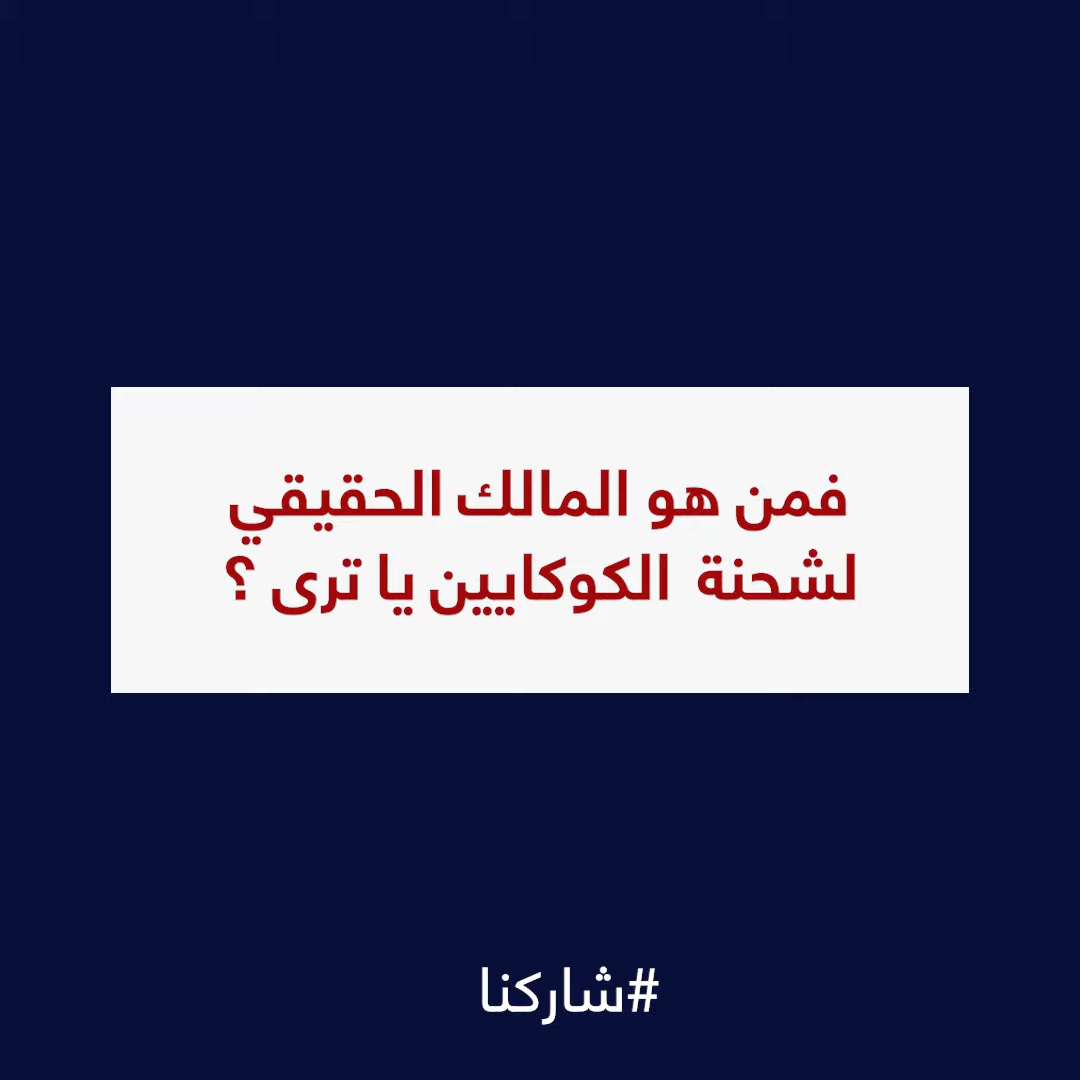 فمن هو المالك الحقيقي
لشحنة الكوكايين يا ترى ؟
#شاركنا